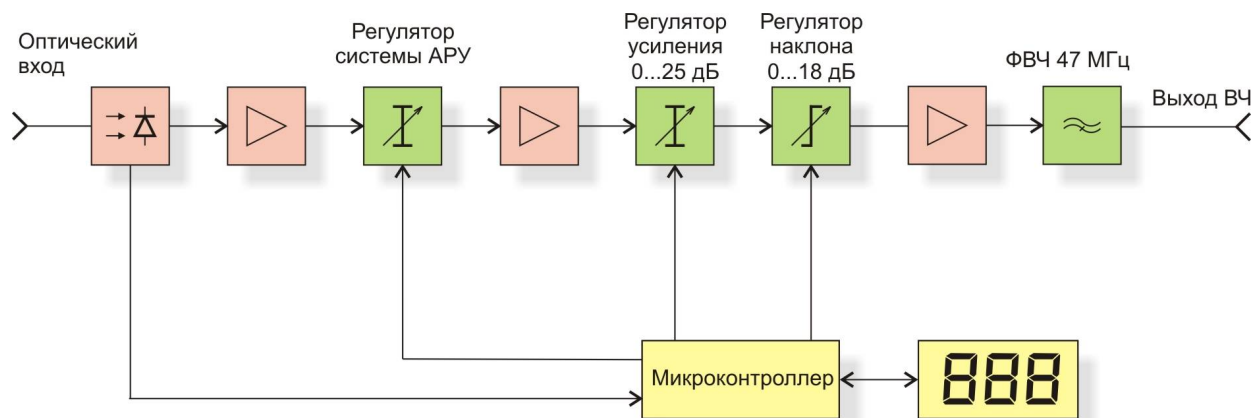 Оптический
вход
Регулятор
системы АРУ
Регулятор
усиления
0...25 дБ
Регулятор
наклона
0...18 дБ
ФВЧ 47 МГц
Выход ВЧ
Микроконтроллер
888